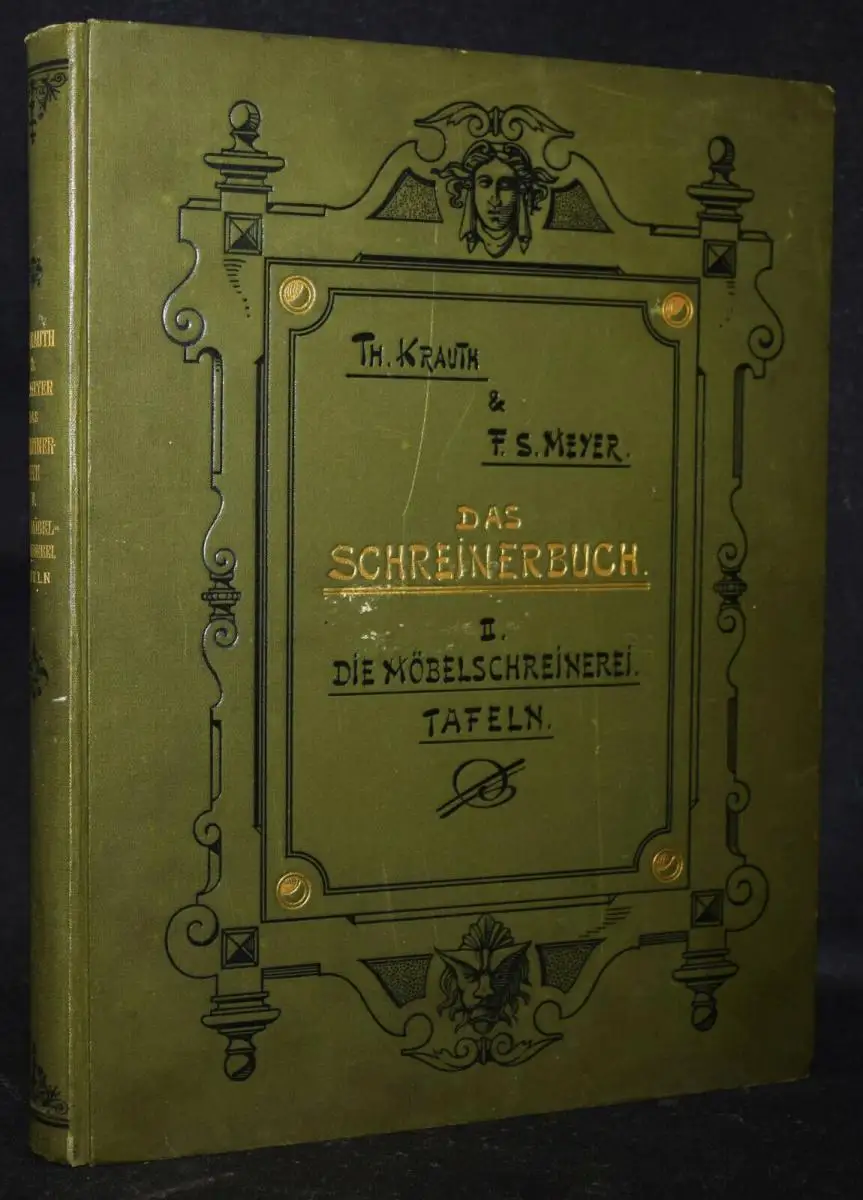 TH. KRAUTH
&
F. S. MEYER.
DAS
SCHREINERBUCH.
II.
DIE MÖBELSCHREINEREI.
TAFELN.